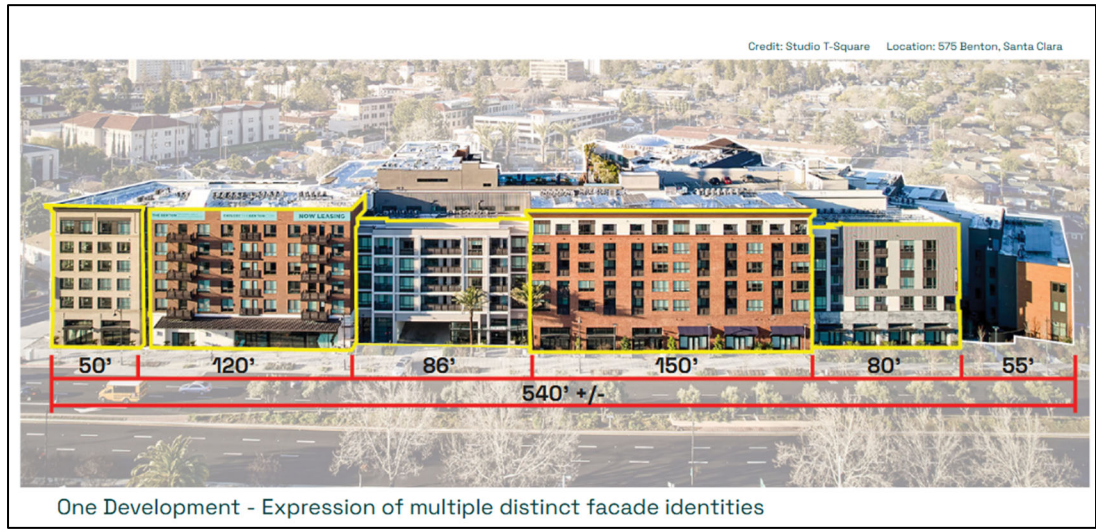 Credit: Studio T-Square Location: 575 Benton, Santa Clara
NOW LEASING
50' 120' 86' 150' 80' 55'
540' +/-
One Development - Expression of multiple distinct facade identities